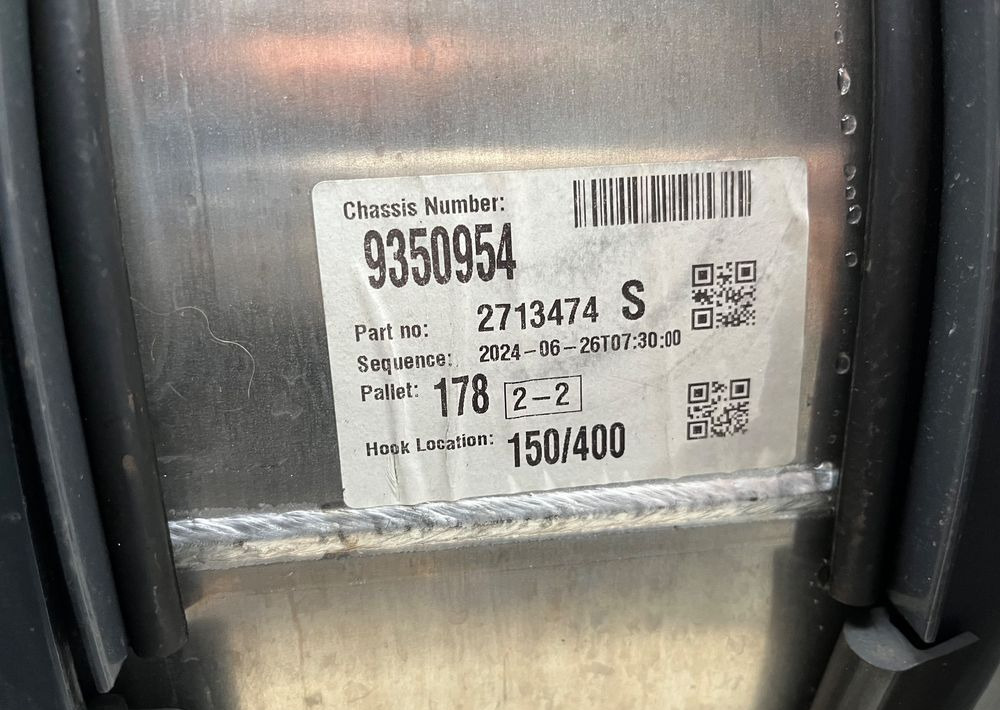 Chassis Number:
9350954
Part no: 2713474 S
Sequence: 2024-06-26T07:30:00
Pallet: 178 2-2
Hook Location: 150/400